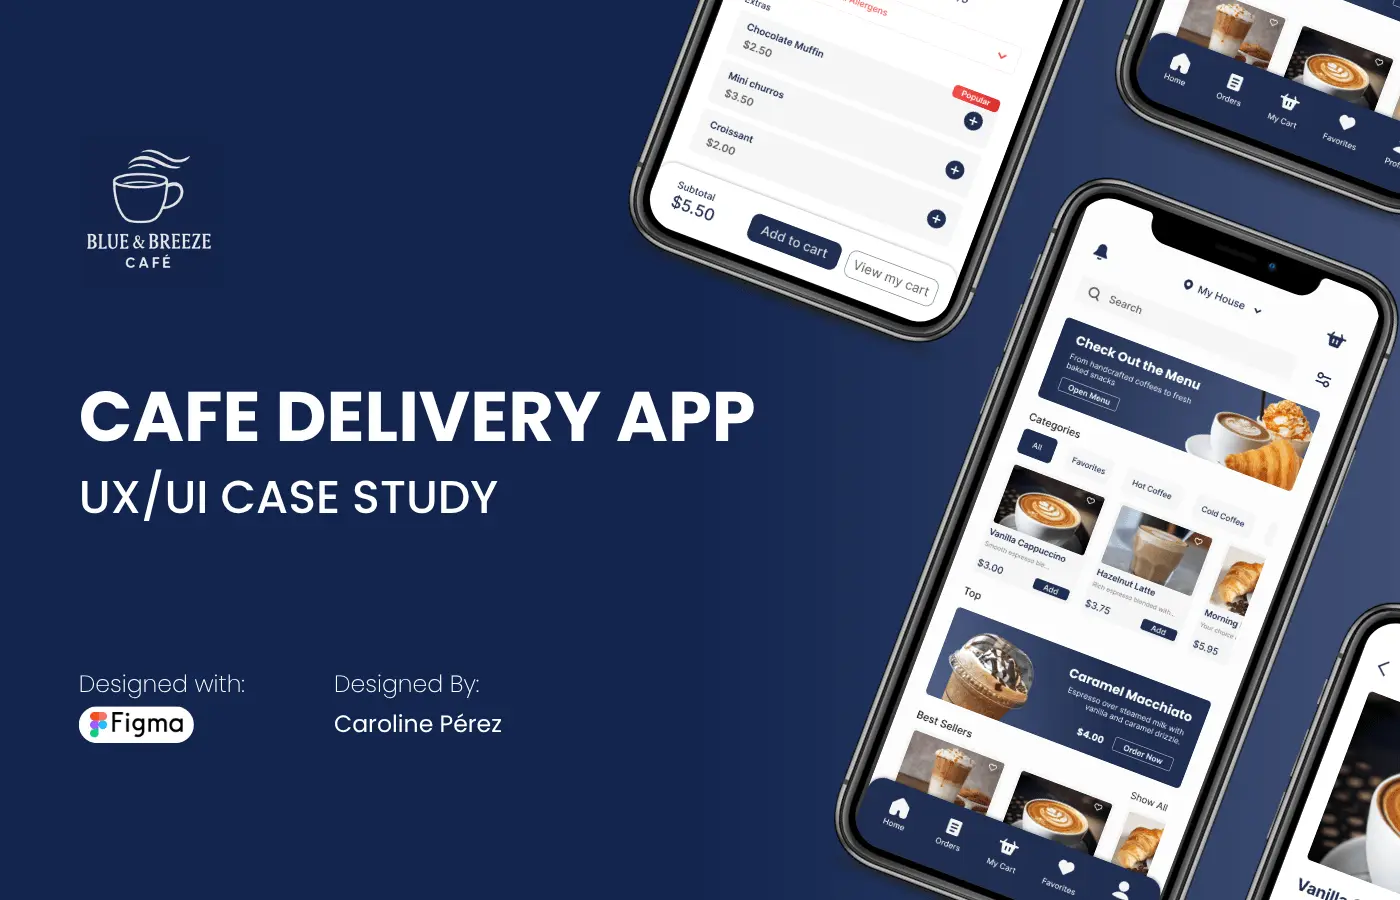 BLUE & BREEZE
CAFÉ
CAFE DELIVERY APP
UX/UI CASE STUDY
Designed with:
Figma
Designed By:
Caroline Pérez
Allergens
Extras
Chocolate Muffin
$2.50
Mini churros
$3.50
Popular
Croissant
$2.00
Subtotal
$5.50
Add to cart
View my cart
Home
Orders
My Cart
Favorites
My House
Search
Check Out the Menu
From handcrafted coffees to fresh
baked snacks
Open Menu
Categories
All
Favorites
Hot Coffee
Cold Coffee
Vanilla Cappuccino
Smooth espresso ble...
$3.00
Add
Hazelnut Latte
Rich espresso blended with...
$3.75
Add
Morning
Your choice
$5.95
Top
Caramel Macchiato
Espresso over steamed milk with
vanilla and caramel drizzle.
$4.00
Order Now
Best Sellers
Show All
Home
Orders
My Cart
Favorites
Vanilla